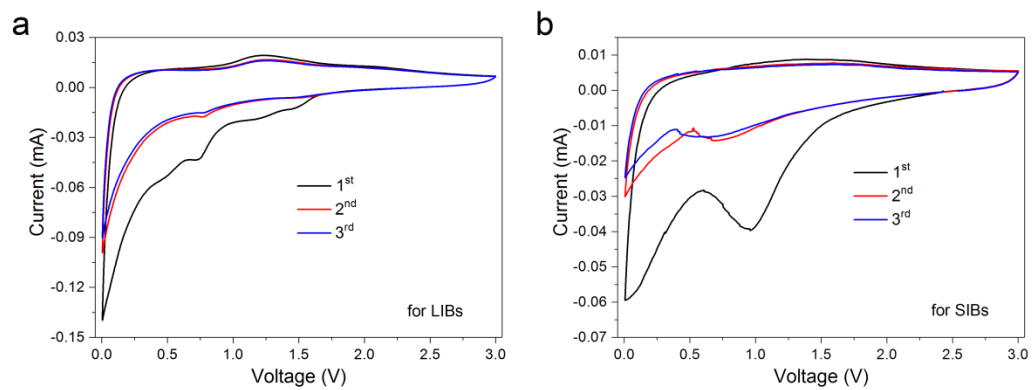 a
0.03
0.00
-0.03
-0.06
-0.09
-0.12
-0.15
Current (mA)
1st
2nd
3rd
for LIBs
0.0 0.5 1.0 1.5 2.0 2.5 3.0
Voltage (V)
b
0.01
0.00
-0.01
-0.02
-0.03
-0.04
-0.05
-0.06
-0.07
Current (mA)
1st
2nd
3rd
for SIBs
0.0 0.5 1.0 1.5 2.0 2.5 3.0
Voltage (V)